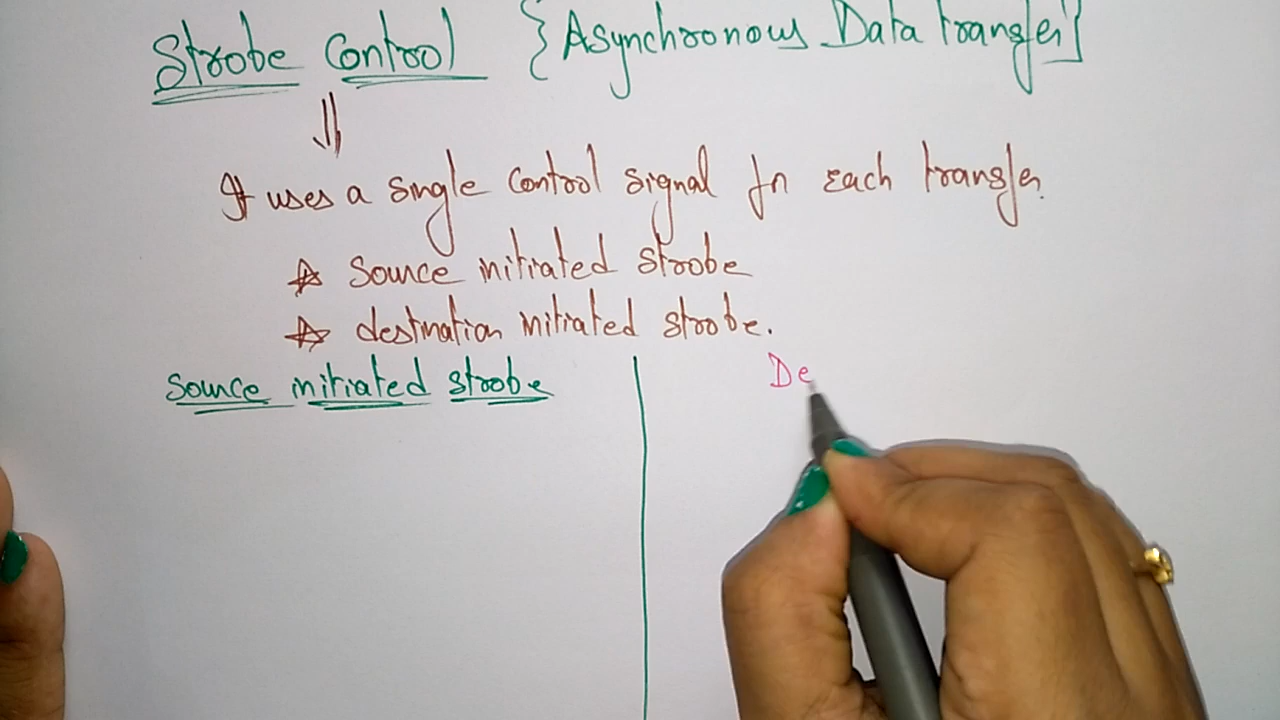 Strobe Control {Asynchronous Data transfer}
It uses a single control signal for each transfer.
☆ source initiated strobe
☆ destination initiated strobe.
source initiated strobe
De